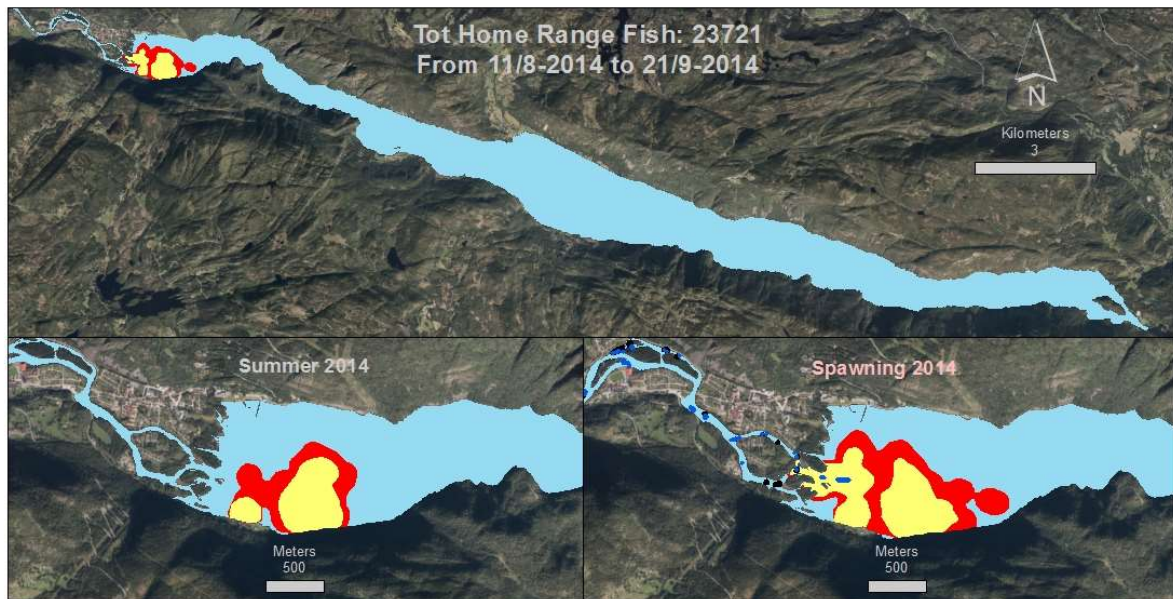 Tot Home Range Fish: 23721
From 11/8-2014 to 21/9-2014
N
Kilometers
3
Summer 2014
Meters
500
Spawning 2014
Meters
500